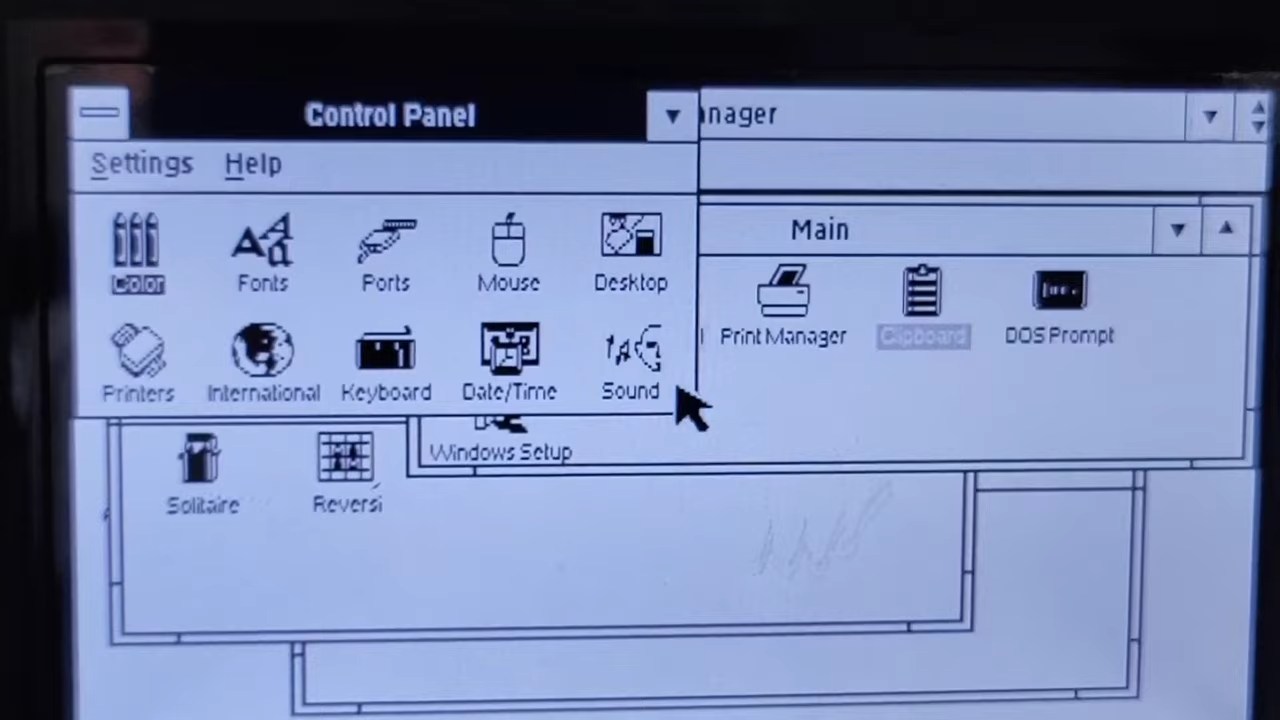 Control Panel
nager
Settings Help
Main
Color Fonts Ports Mouse Desktop
Print Manager Clipboard DOS Prompt
Printers International Keyboard Date/Time Sound
Windows Setup
Solitaire Reversi